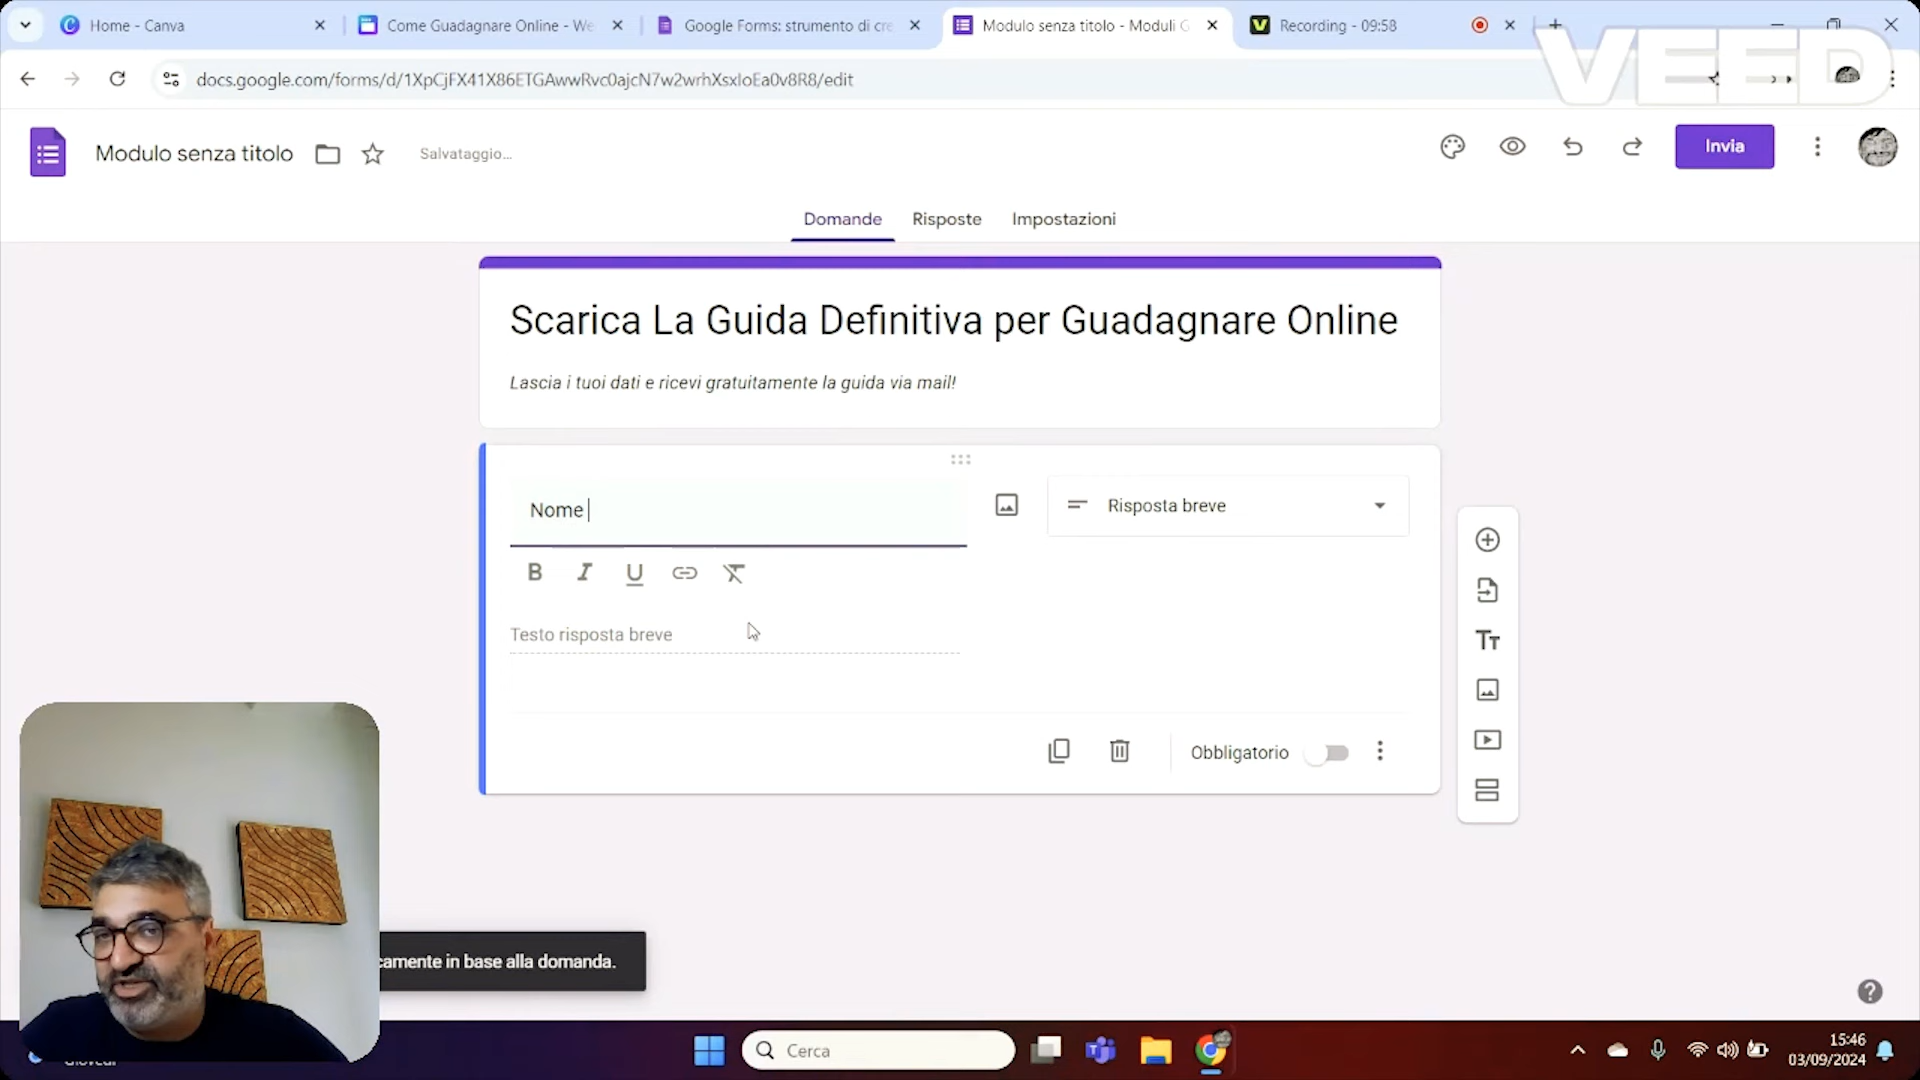 Home - Canva
Come Guadagnare Online - We
Google Forms: strumento di cre
Modulo senza titolo - Moduli G
Recording - 09:58
VEED
docs.google.com/forms/d/1XpCjFX41X86ETGAwwRvc0ajcN7w2wrhXsxIoEa0v8R8/edit
Modulo senza titolo
Salvataggio...
Invia
Domande
Risposte
Impostazioni
Scarica La Guida Definitiva per Guadagnare Online
Lascia i tuoi dati e ricevi gratuitamente la guida via mail!
Nome
Risposta breve
B I U
Tт
Testo risposta breve
Obbligatorio
camente in base alla domanda.
Cerca
15:46
03/09/2024